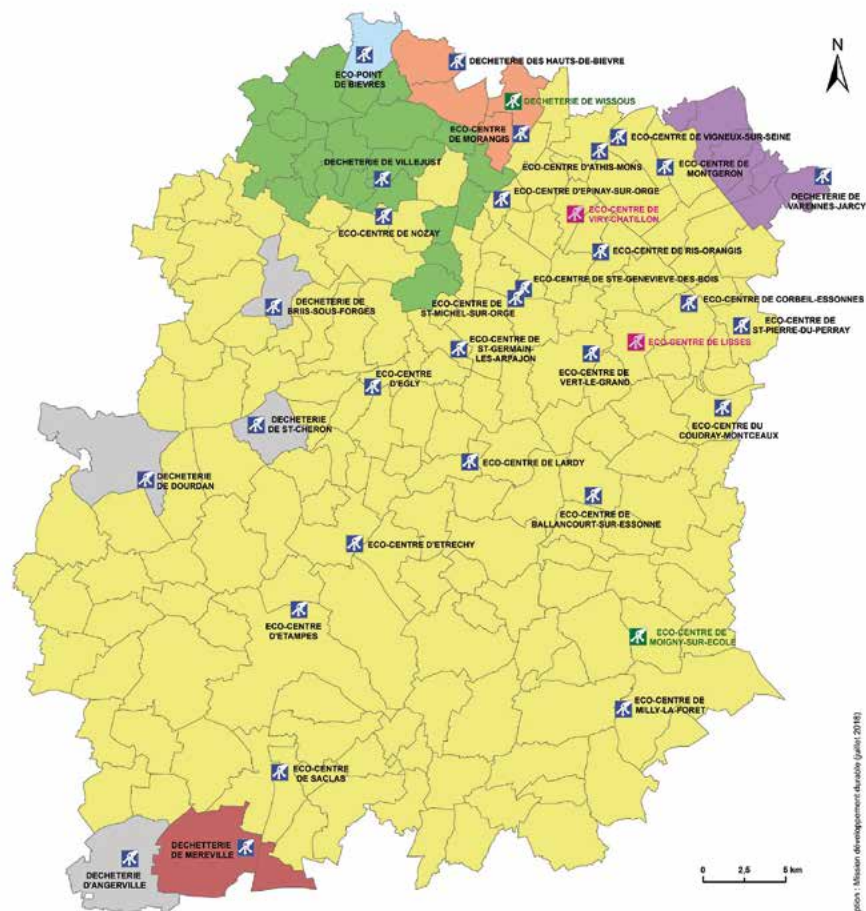 N
ECO-POINT
DE BIEVRES
DECHETERIE DES HAUTS-DE-BIEVRE
DECHETERIE DE WISSOUS
ECO-CENTRE
DE MORANGIS
ECO-CENTRE DE VIGNEUX-SUR-SEINE
ECO-CENTRE D'ATHIS-MONS
ECO-CENTRE DE
MONTGERON
DECHETERIE DE VILLEJUST
DECHETERIE DE
VARENNES-JARCY
ECO-CENTRE D'EPINAY-SUR-ORGE
ECO-CENTRE DE
VIRY-CHATILLON
ECO-CENTRE DE NOZAY
ECO-CENTRE DE RIS-ORANGIS
ECO-CENTRE DE STE-GENEVIEVE-DES-BOIS
DECHETERIE DE
BRIIS-SOUS-FORGES
ECO-CENTRE DE
ST-MICHEL-SUR-ORGE
ECO-CENTRE DE CORBEIL-ESSONNES
ECO-CENTRE DE
ST-PIERRE-DU-PERRAY
ECO-CENTRE DE
ST-GERMAIN-
LES-ARPAJON
ECO-CENTRE DE LISSES
ECO-CENTRE DE
VERT-LE-GRAND
ECO-CENTRE
D'EGLY
DECHETERIE
DE ST-CHERON
ECO-CENTRE DU
COUDRAY-MONTCEAUX
ECO-CENTRE DE LARDY
DECHETERIE
DE DOURDAN
ECO-CENTRE DE
BALLANCOURT-SUR-ESSONNE
ECO-CENTRE D'ETRECHY
ECO-CENTRE
D'ETAMPES
ECO-CENTRE DE
MOIGNY-SUR-ECOLE
ECO-CENTRE DE
MILLY-LA-FORET
ECO-CENTRE
DE SACLAS
DECHETTERIE
DE MEREVILLE
DECHETERIE
D'ANGERVILLE
0 2,5 5 km
: Mission développement durable (juillet 2018)